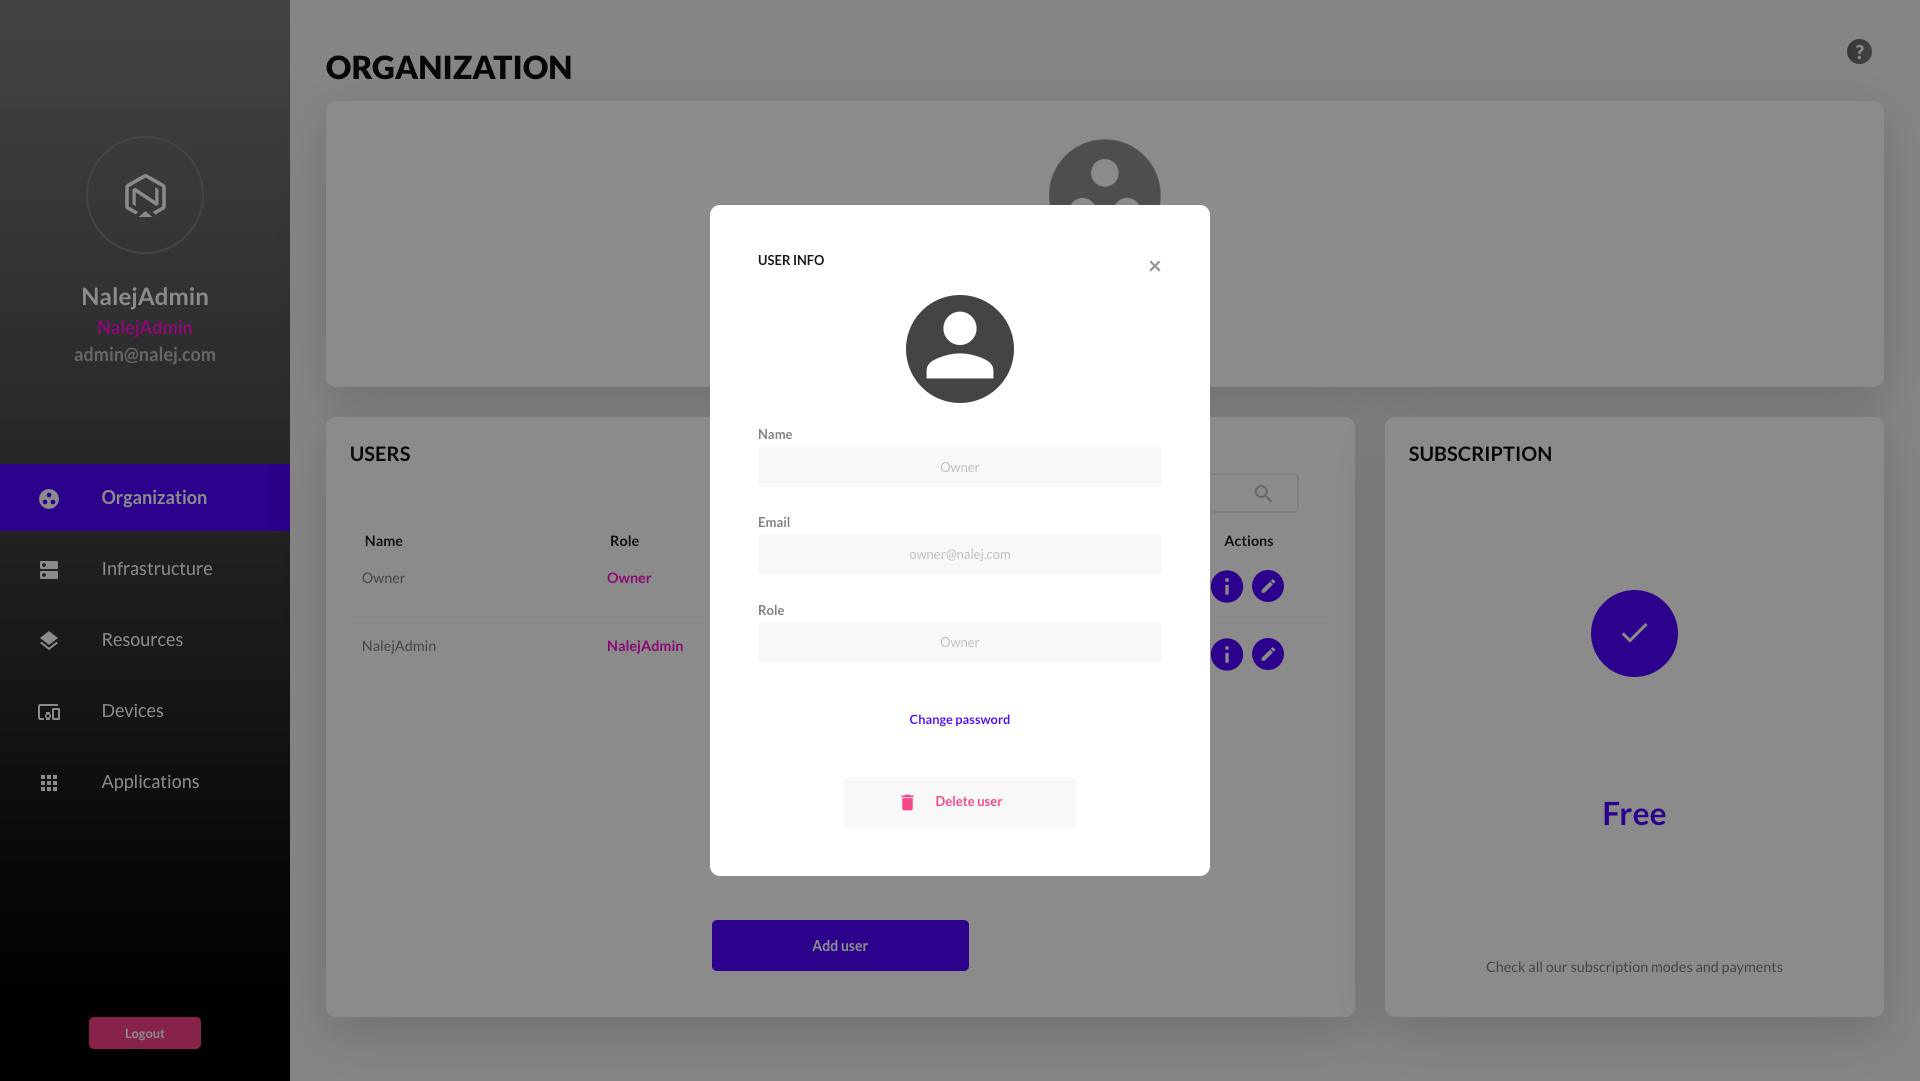 NalejAdmin
NalejAdmin
admin@nalej.com
Organization
Infrastructure
Resources
Devices
Applications
Logout
ORGANIZATION
?
USERS
Name
Role
Actions
Owner
Owner
NalejAdmin
NalejAdmin
Add user
USER INFO
Name
Owner
Email
owner@nalej.com
Role
Owner
Change password
Delete user
SUBSCRIPTION
Free
Check all our subscription modes and payments